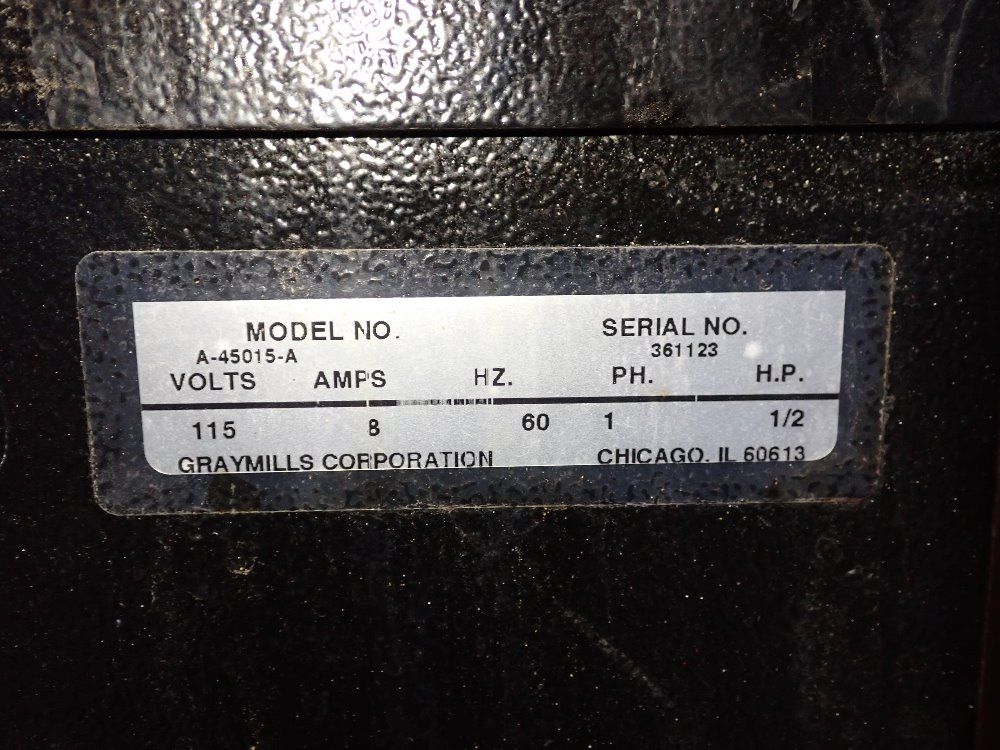 MODEL NO. SERIAL NO.
A-45015-A 361123
VOLTS AMPS HZ. PH. H.P.
115 8 60 1 1/2
GRAYMILLS CORPORATION CHICAGO, IL 60613